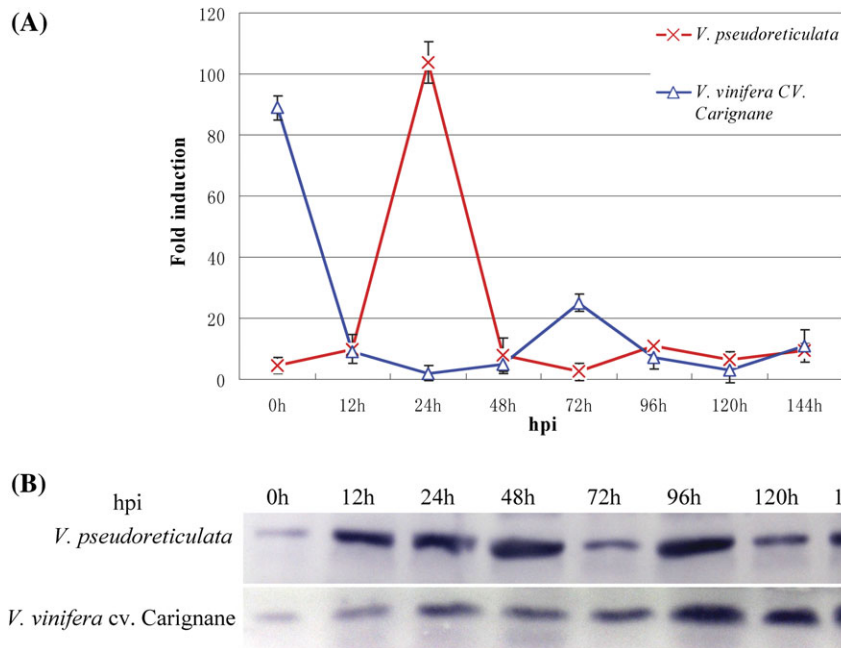 (A)
120
100
80
60
40
20
0
Fold induction
V. pseudoreticulata
V. vinifera CV.
Carignane
0h 12h 24h 48h 72h 96h 120h 144h
hpi
(B)
hpi 0h 12h 24h 48h 72h 96h 120h 1
V. pseudoreticulata
V. vinifera cv. Carignane